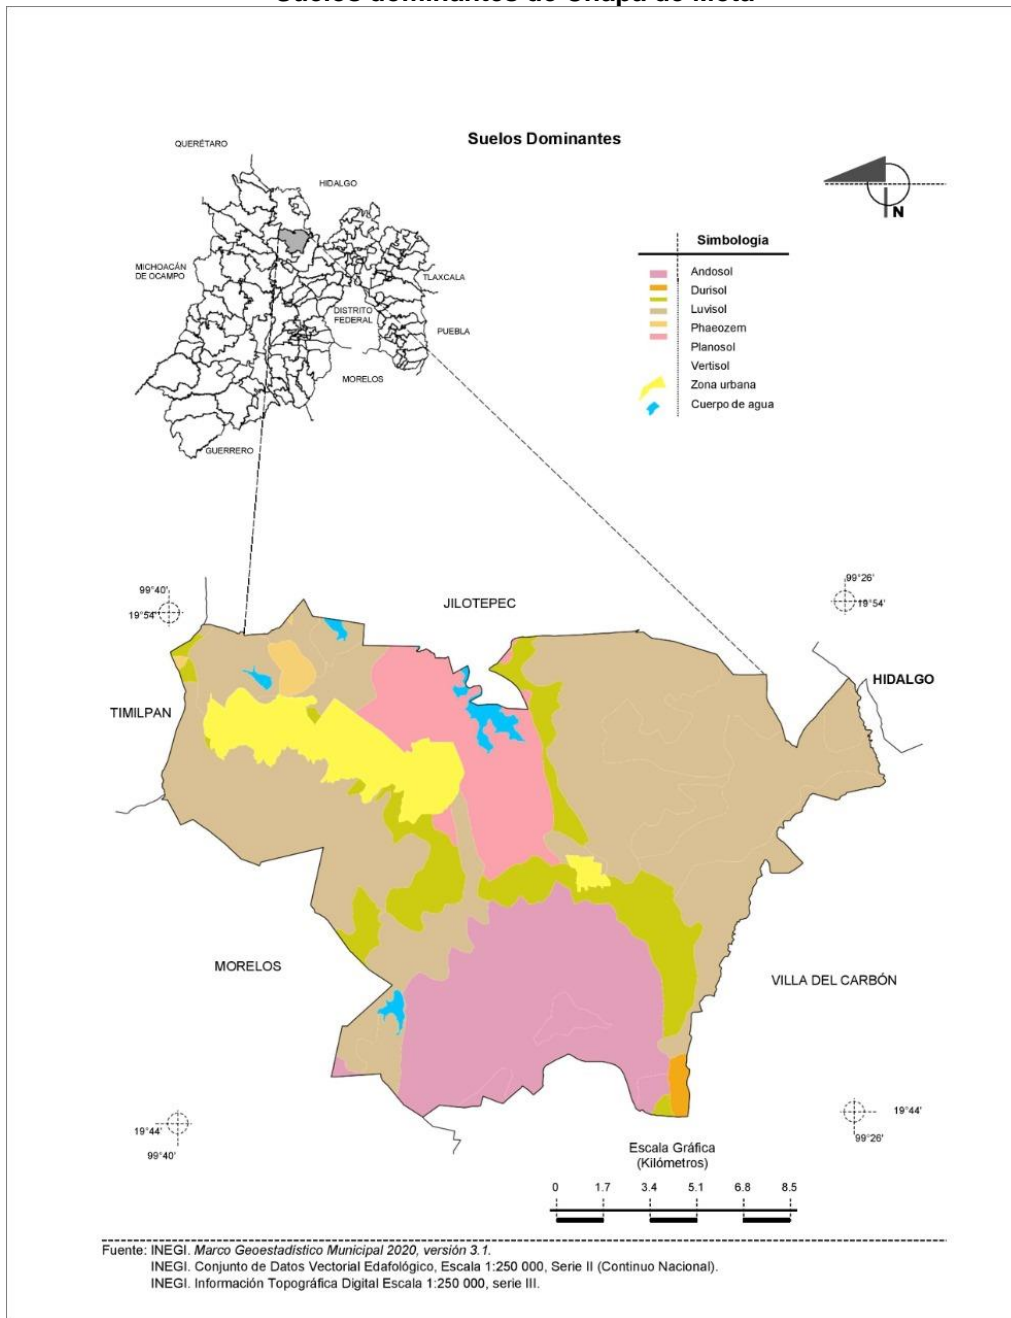 Suelos dominantes de Chapa de Mota
Suelos Dominantes
QUERÉTARO
HIDALGO
MICHOACÁN
DE OCAMPO
TLAXCALA
DISTRITO
FEDERAL
PUEBLA
MORELOS
GUERRERO
N
Simbología
Andosol
Durisol
Luvisol
Phaeozem
Planosol
Vertisol
Zona urbana
Cuerpo de agua
99°40'
19°54'
JILOTEPEC
99°26'
19°54'
HIDALGO
TIMILPAN
MORELOS
VILLA DEL CARBÓN
19°44'
99°40'
19°44'
99°26'
Escala Gráfica
(Kilómetros)
0 1.7 3.4 5.1 6.8 8.5
Fuente: INEGI. Marco Geoestadístico Municipal 2020, versión 3.1.
INEGI. Conjunto de Datos Vectorial Edafológico, Escala 1:250 000, Serie II (Continuo Nacional).
INEGI. Información Topográfica Digital Escala 1:250 000, serie III.